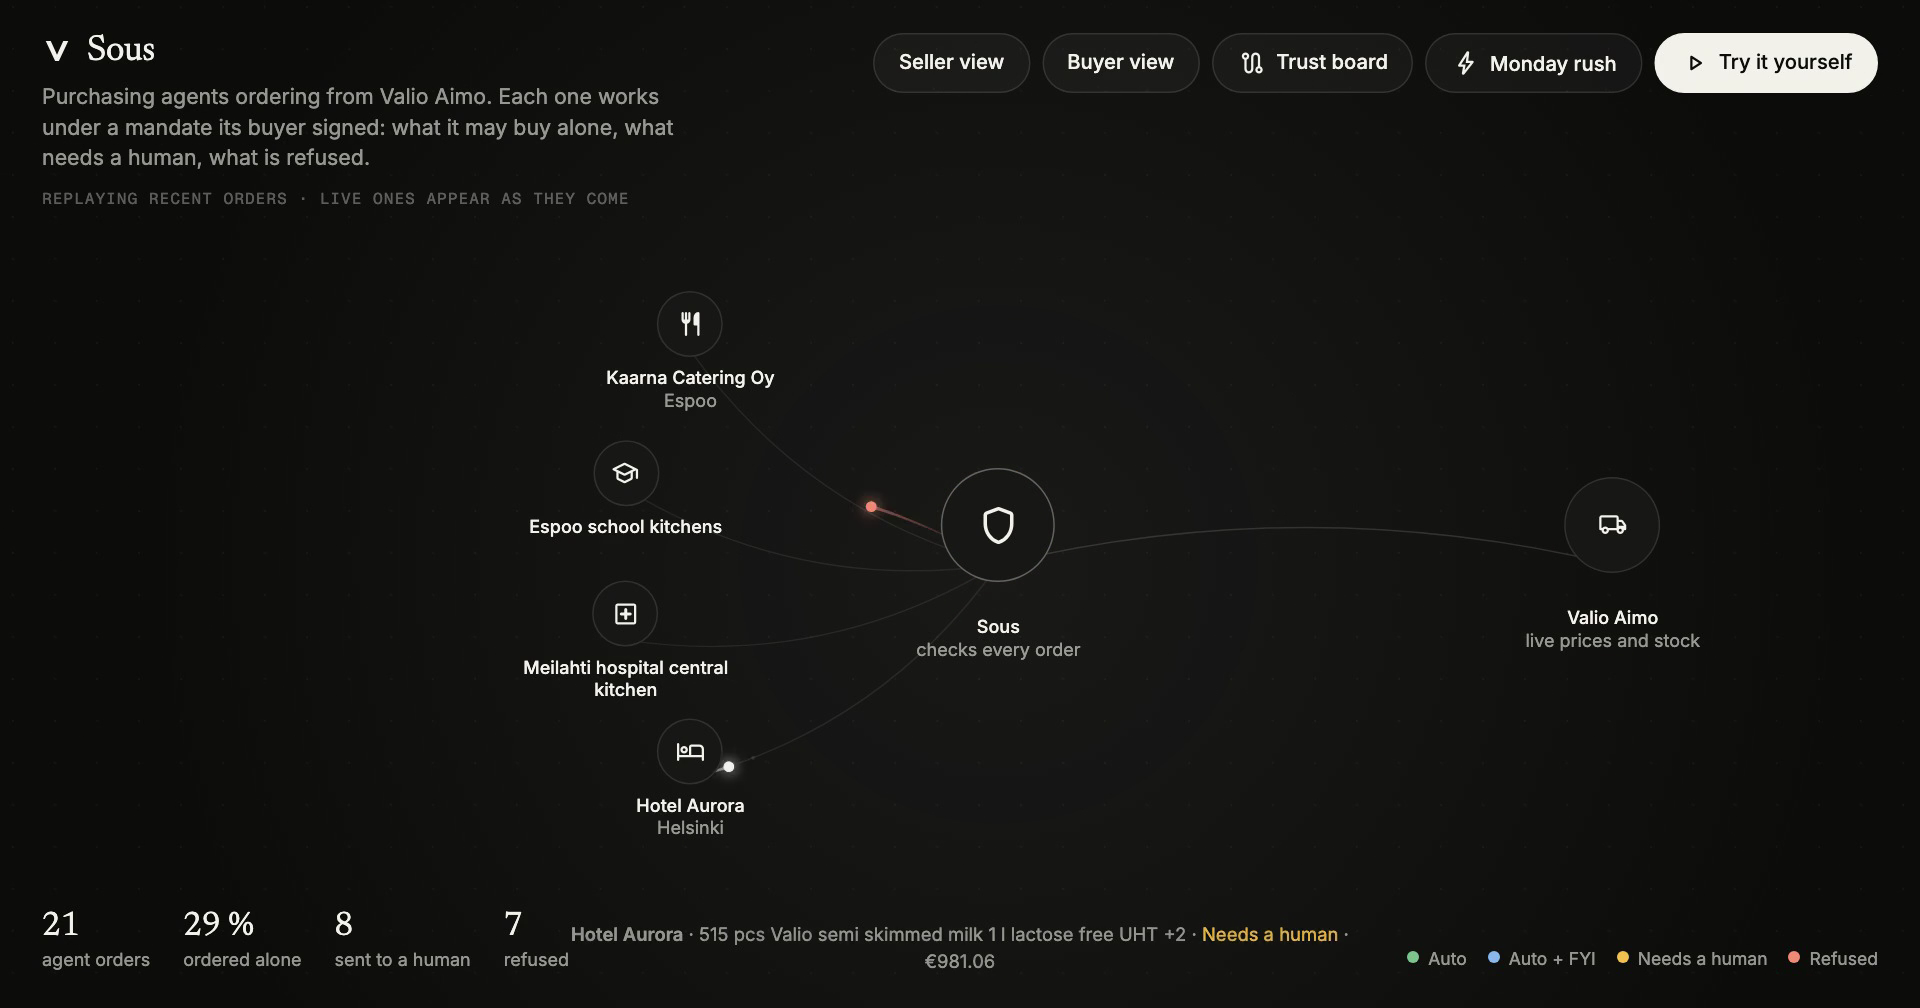 Sous
Seller view
Buyer view
Trust board
Monday rush
Try it yourself
Purchasing agents ordering from Valio Aimo. Each one works
under a mandate its buyer signed: what it may buy alone, what
needs a human, what is refused.
REPLAYING RECENT ORDERS · LIVE ONES APPEAR AS THEY COME
Kaarna Catering Oy
Espoo
Espoo school kitchens
Meilahti hospital central
kitchen
Hotel Aurora
Helsinki
Sous
checks every order
Valio Aimo
live prices and stock
21
agent orders
29 %
ordered alone
8
sent to a human
7
refused
Hotel Aurora · 515 pcs Valio semi skimmed milk 1 l lactose free UHT +2 · Needs a human ·
€981.06
Auto
Auto + FYI
Needs a human
Refused